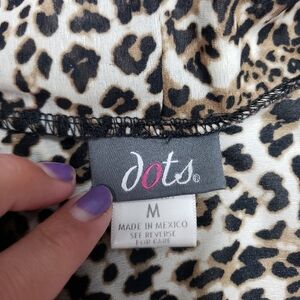 dots®
M
MADE IN MEXICO
SEE REVERSE
FOR CARE